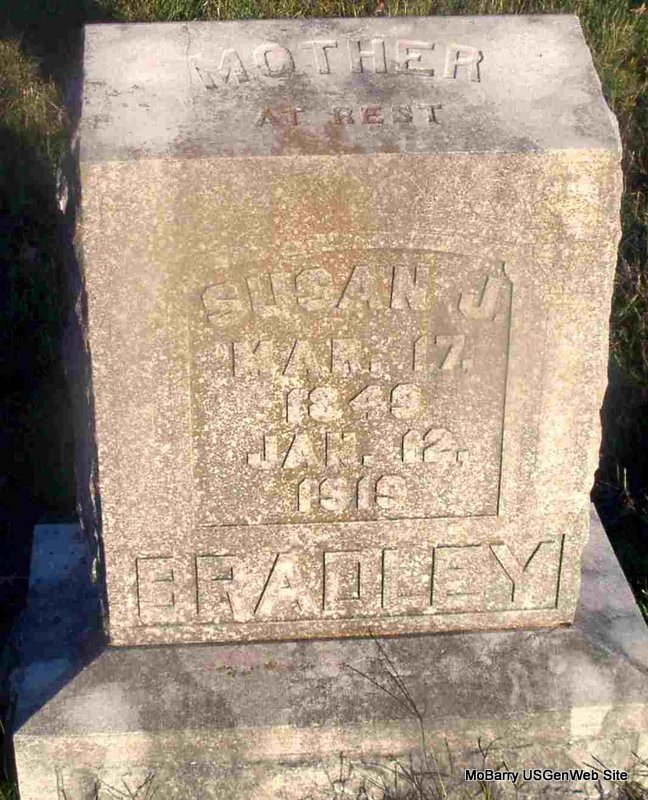 MOTHER
AT REST
SUSAN J.
MAR. 17.
1849
JAN. 12,
1919
BRADLEY
MoBarry USGenWeb Site